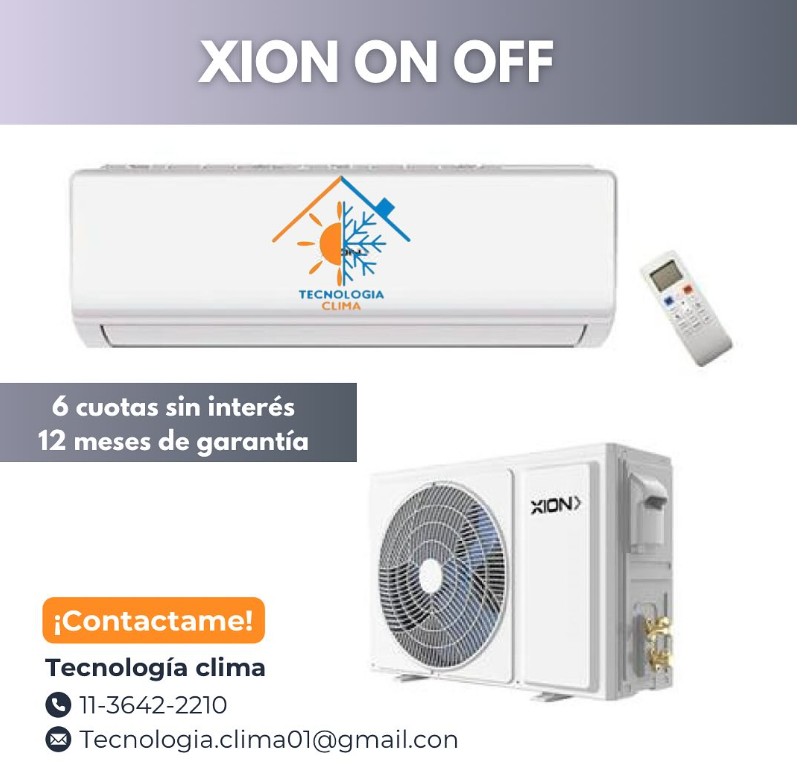 XION ON OFF
TECNOLOGIA
CLIMA
6 cuotas sin interés
12 meses de garantía
XION
¡Contactame!
Tecnología clima
11-3642-2210
Tecnologia.clima01@gmail.con